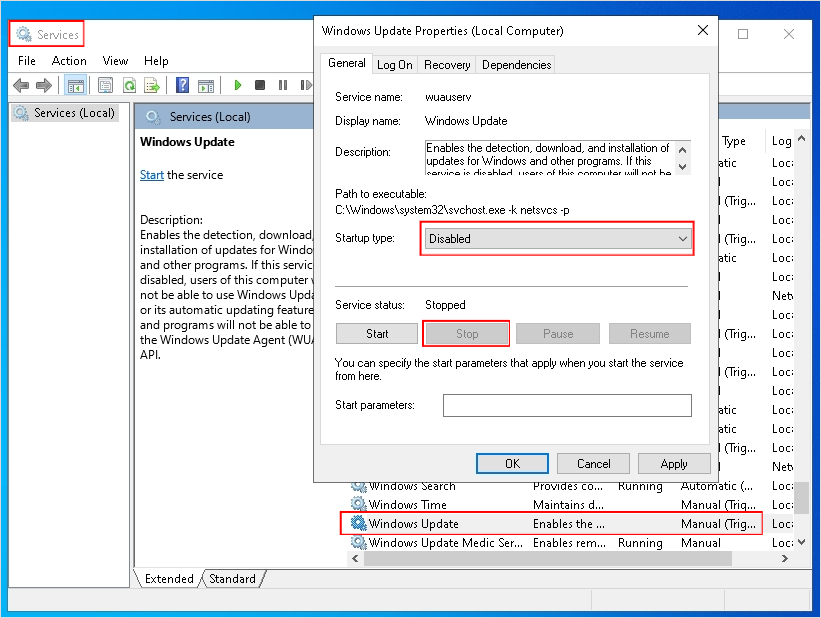 Services
File Action View Help
Services (Local)
Services (Local)
Windows Update
Start the service
Description:
Enables the detection, download,
installation of updates for Windo
and other programs. If this servic
disabled, users of this computer
not be able to use Windows Upda
or its automatic updating feature
and programs will not be able to
the Windows Update Agent (WUA
API.
Windows Update Properties (Local Computer)
General Log On Recovery Dependencies
Service name: wuauserv
Display name: Windows Update
Description: Enables the detection, download, and installation of
updates for Windows and other programs. If this
service is disabled, users of this computer will not be
Path to executable:
C:\Windows\system32\svchost.exe -k netsvcs -p
Startup type: Disabled
Service status: Stopped
Start Stop Pause Resume
You can specify the start parameters that apply when you start the service
from here.
Start parameters:
OK Cancel Apply
Type Log
atic Loca
Loca
(Trig... Loca
(Trig... Loca
atic Loca
Loca
Netw
Loca
(Trig... Loca
(Trig... Loca
Loca
(Trig... Loca
Loca
atic Loca
atic Loca
(Trig... Loca
Netw
Windows Search Provides co... Running Automatic (... Loca
Windows Time Maintains d... Manual (Trig... Loca
Windows Update Enables the ... Manual (Trig... Loca
Windows Update Medic Ser... Enables rem... Running Manual Loca
Extended Standard